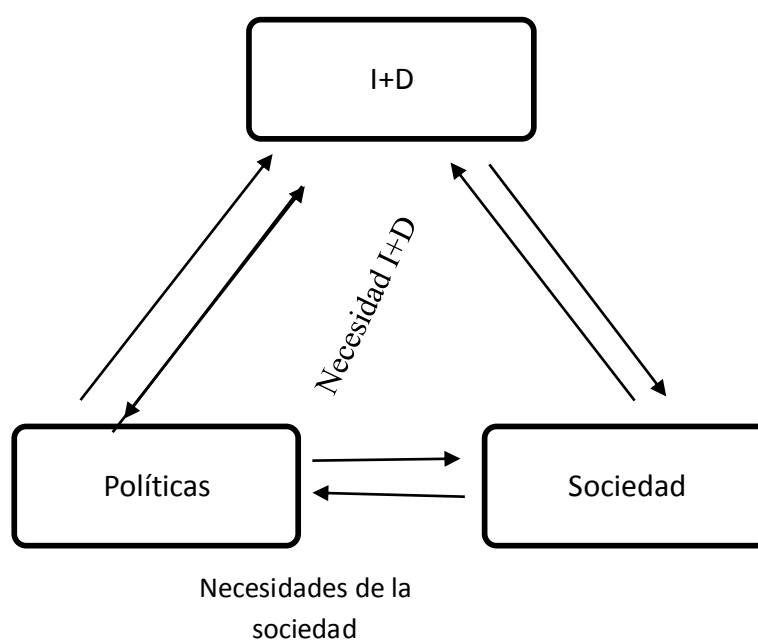 I+D
Necesidad I+D
Políticas
Sociedad
Necesidades de la
sociedad